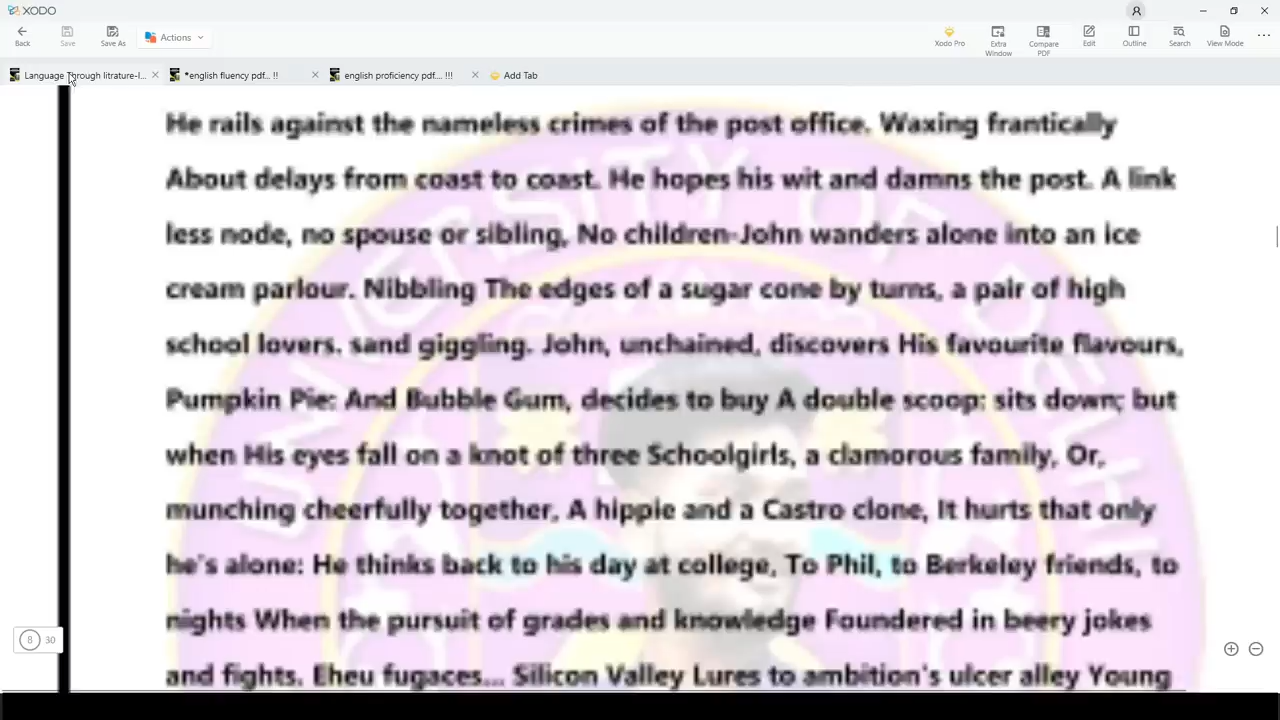 XODO
Back
Save
Save As
Actions
Xodo Pro
Extra Window
Compare PDF
Edit
Outline
Search
View Mode
Language Through litrature-I...
*english fluency pdf... !!
english proficiency pdf... !!!
Add Tab
He rails against the nameless crimes of the post office. Waxing frantically
About delays from coast to coast. He hopes his wit and damns the post. A link
less node, no spouse or sibling, No children-John wanders alone into an ice
cream parlour. Nibbling The edges of a sugar cone by turns, a pair of high
school lovers. sand giggling. John, unchained, discovers His favourite flavours,
Pumpkin Pie: And Bubble Gum, decides to buy A double scoop: sits down; but
when His eyes fall on a knot of three Schoolgirls, a clamorous family, Or,
munching cheerfully together, A hippie and a Castro clone, It hurts that only
he's alone: He thinks back to his day at college, To Phil, to Berkeley friends, to
nights When the pursuit of grades and knowledge Foundered in beery jokes
and fights. Eheu fugaces... Silicon Valley Lures to ambition's ulcer alley Young
8 30
UNIVERSITY OF DELHI